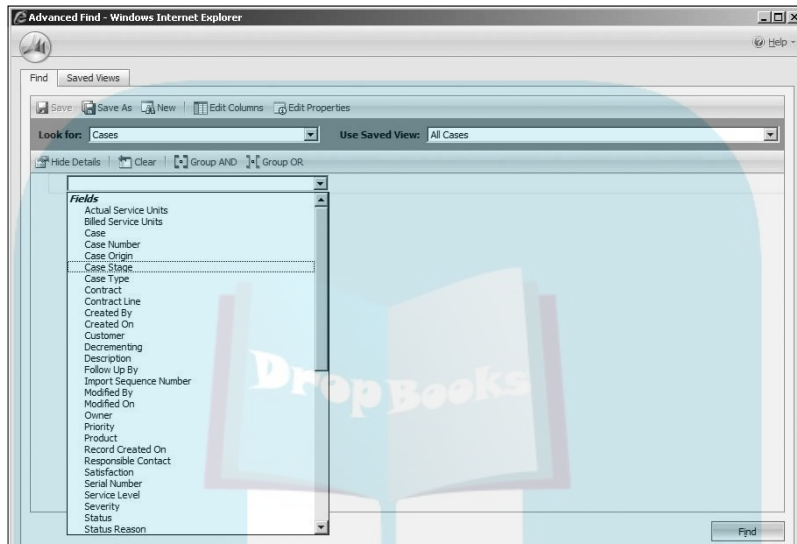 Advanced Find - Windows Internet Explorer
Help
Find Saved Views
Save Save As New Edit Columns Edit Properties
Look for: Cases Use Saved View: All Cases
Hide Details Clear Group AND Group OR
Fields
Actual Service Units
Billed Service Units
Case
Case Number
Case Origin
Case Stage
Case Type
Contract
Contract Line
Created By
Created On
Customer
Decrementing
Description
Follow Up By
Import Sequence Number
Modified By
Modified On
Owner
Priority
Product
Record Created On
Responsible Contact
Satisfaction
Serial Number
Service Level
Severity
Status
Status Reason
Find
DropBooks